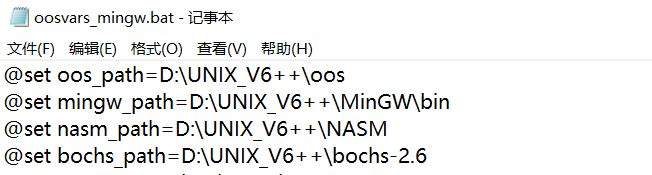 oosvars_mingw.bat - 记事本
文件(F) 编辑(E) 格式(O) 查看(V) 帮助(H)
@set oos_path=D:\UNIX_V6++\oos
@set mingw_path=D:\UNIX_V6++\MinGW\bin
@set nasm_path=D:\UNIX_V6++\NASM
@set bochs_path=D:\UNIX_V6++\bochs-2.6